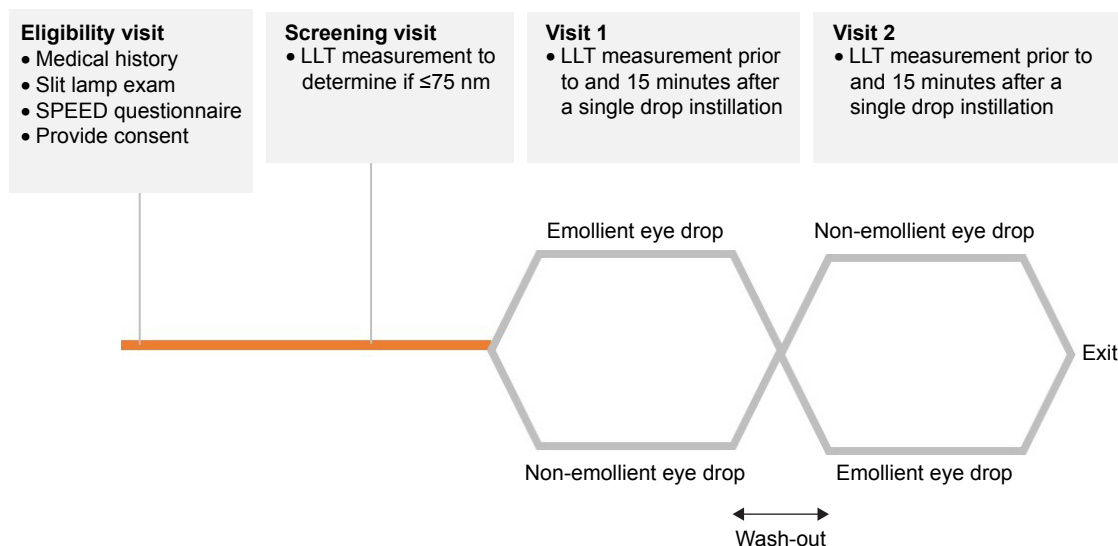 Eligibility visit
• Medical history
• Slit lamp exam
• SPEED questionnaire
• Provide consent
Screening visit
• LLT measurement to
determine if ≤75 nm
Visit 1
• LLT measurement prior
to and 15 minutes after
a single drop instillation
Visit 2
• LLT measurement prior to
and 15 minutes after a
single drop instillation
Emollient eye drop
Non-emollient eye drop
Exit
Non-emollient eye drop
Emollient eye drop
Wash-out